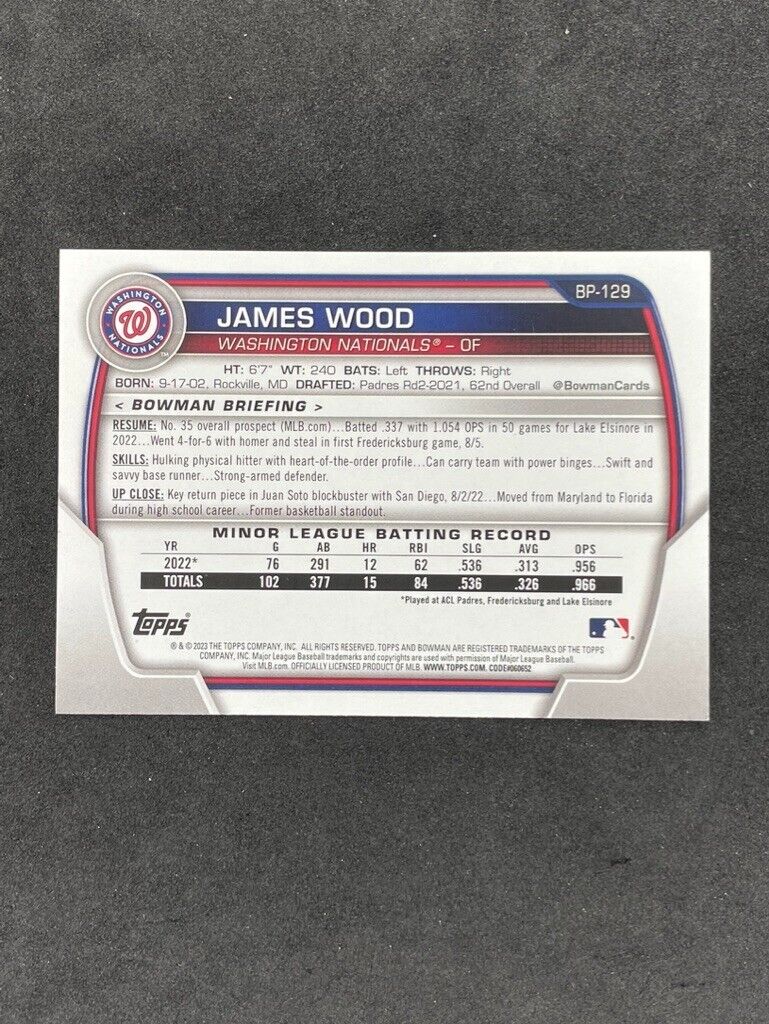 BP-129
WASHINGTON
W
NATIONALS
TM
JAMES WOOD
WASHINGTON NATIONALS® – OF
HT: 6'7" WT: 240 BATS: Left THROWS: Right
BORN: 9-17-02, Rockville, MD DRAFTED: Padres Rd2-2021, 62nd Overall @BowmanCards
< BOWMAN BRIEFING >
RESUME: No. 35 overall prospect (MLB.com)...Batted .337 with 1.054 OPS in 50 games for Lake Elsinore in
2022...Went 4-for-6 with homer and steal in first Fredericksburg game, 8/5.
SKILLS: Hulking physical hitter with heart-of-the-order profile...Can carry team with power binges...Swift and
savvy base runner...Strong-armed defender.
UP CLOSE: Key return piece in Juan Soto blockbuster with San Diego, 8/2/22...Moved from Maryland to Florida
during high school career...Former basketball standout.
MINOR LEAGUE BATTING RECORD
YR G AB HR RBI SLG AVG OPS
2022* 76 291 12 62 .536 .313 .956
TOTALS 102 377 15 84 .536 .326 .966
*Played at ACL Padres, Fredericksburg and Lake Elsinore
topps
® & © 2023 THE TOPPS COMPANY, INC. ALL RIGHTS RESERVED. TOPPS AND BOWMAN ARE REGISTERED TRADEMARKS OF THE TOPPS
COMPANY, INC. Major League Baseball trademarks and copyrights are used with permission of Major League Baseball.
Visit MLB.com. OFFICIALLY LICENSED PRODUCT OF MLB. WWW.TOPPS.COM. CODE#060652